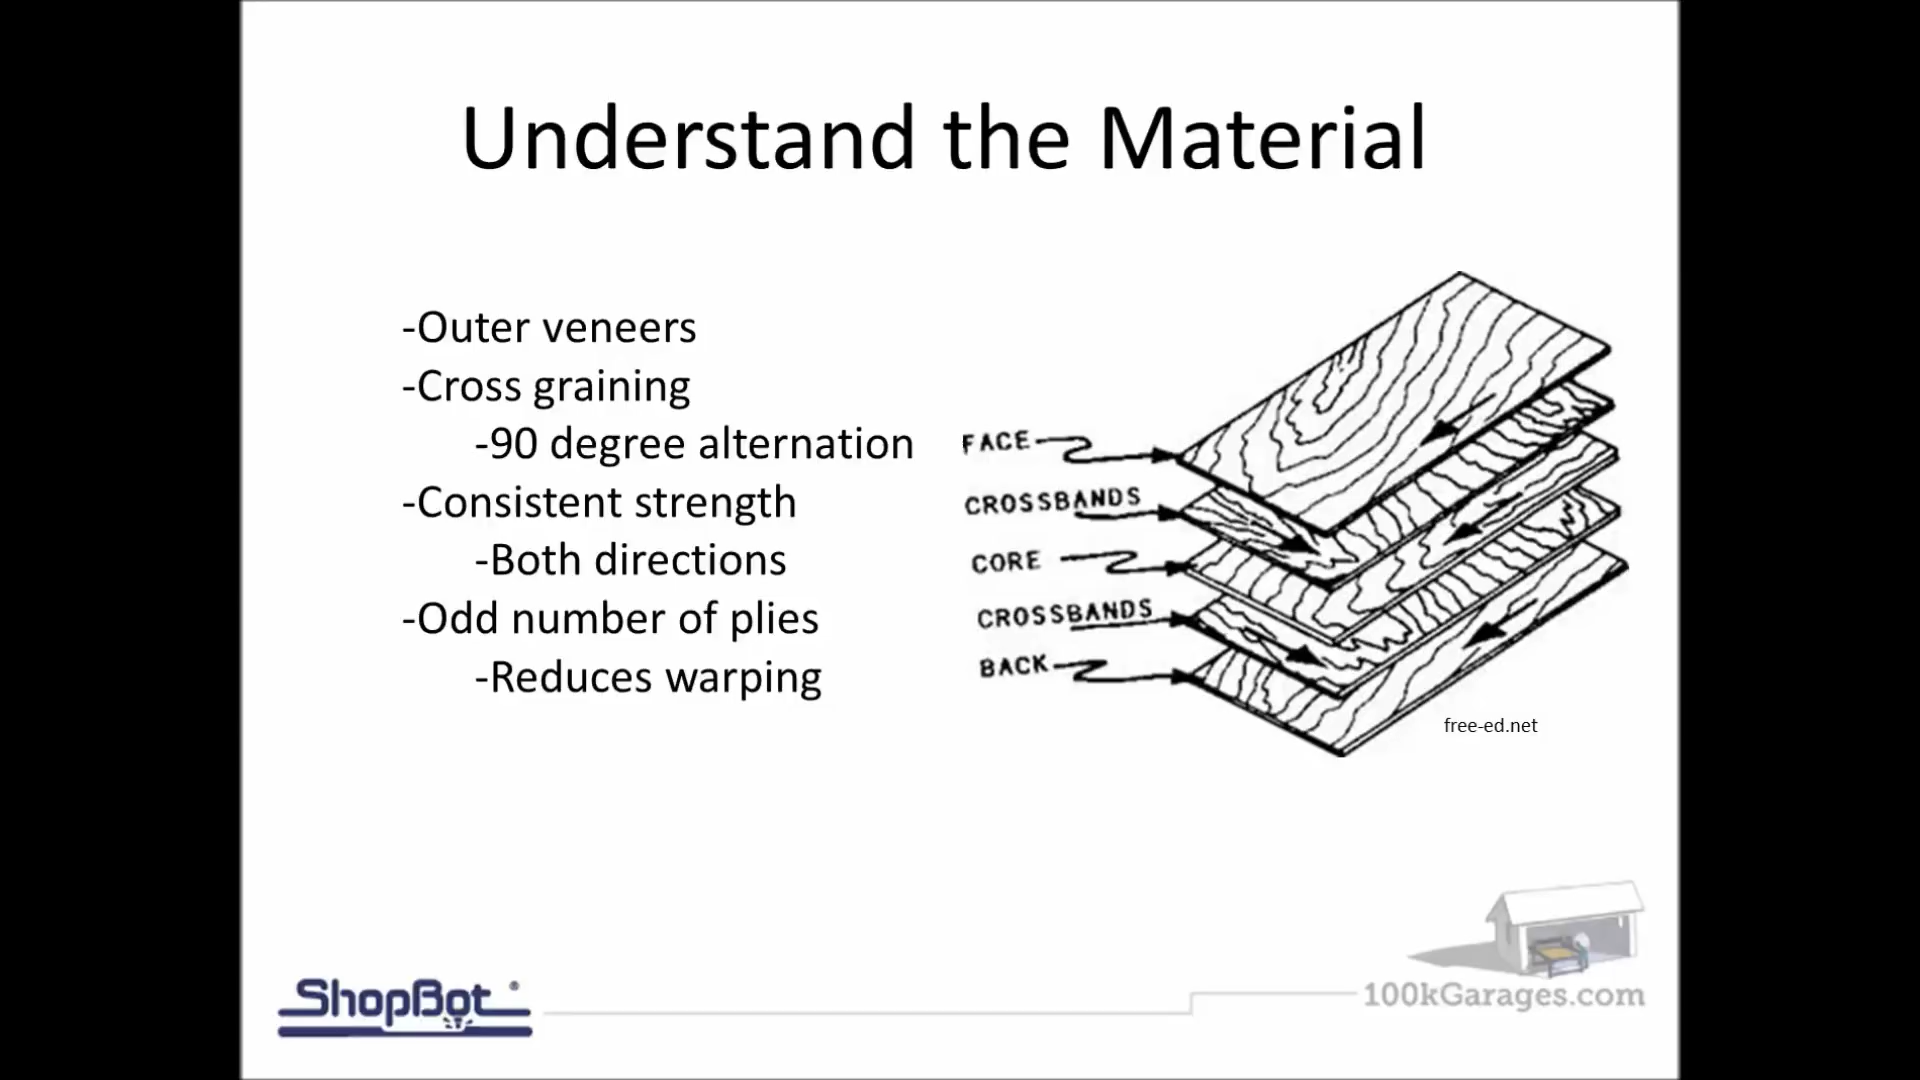 Understand the Material
-Outer veneers
-Cross graining
-90 degree alternation
-Consistent strength
-Both directions
-Odd number of plies
-Reduces warping
FACE
CROSSBANDS
CORE
CROSSBANDS
BACK
free-ed.net
ShopBot®
100kGarages.com